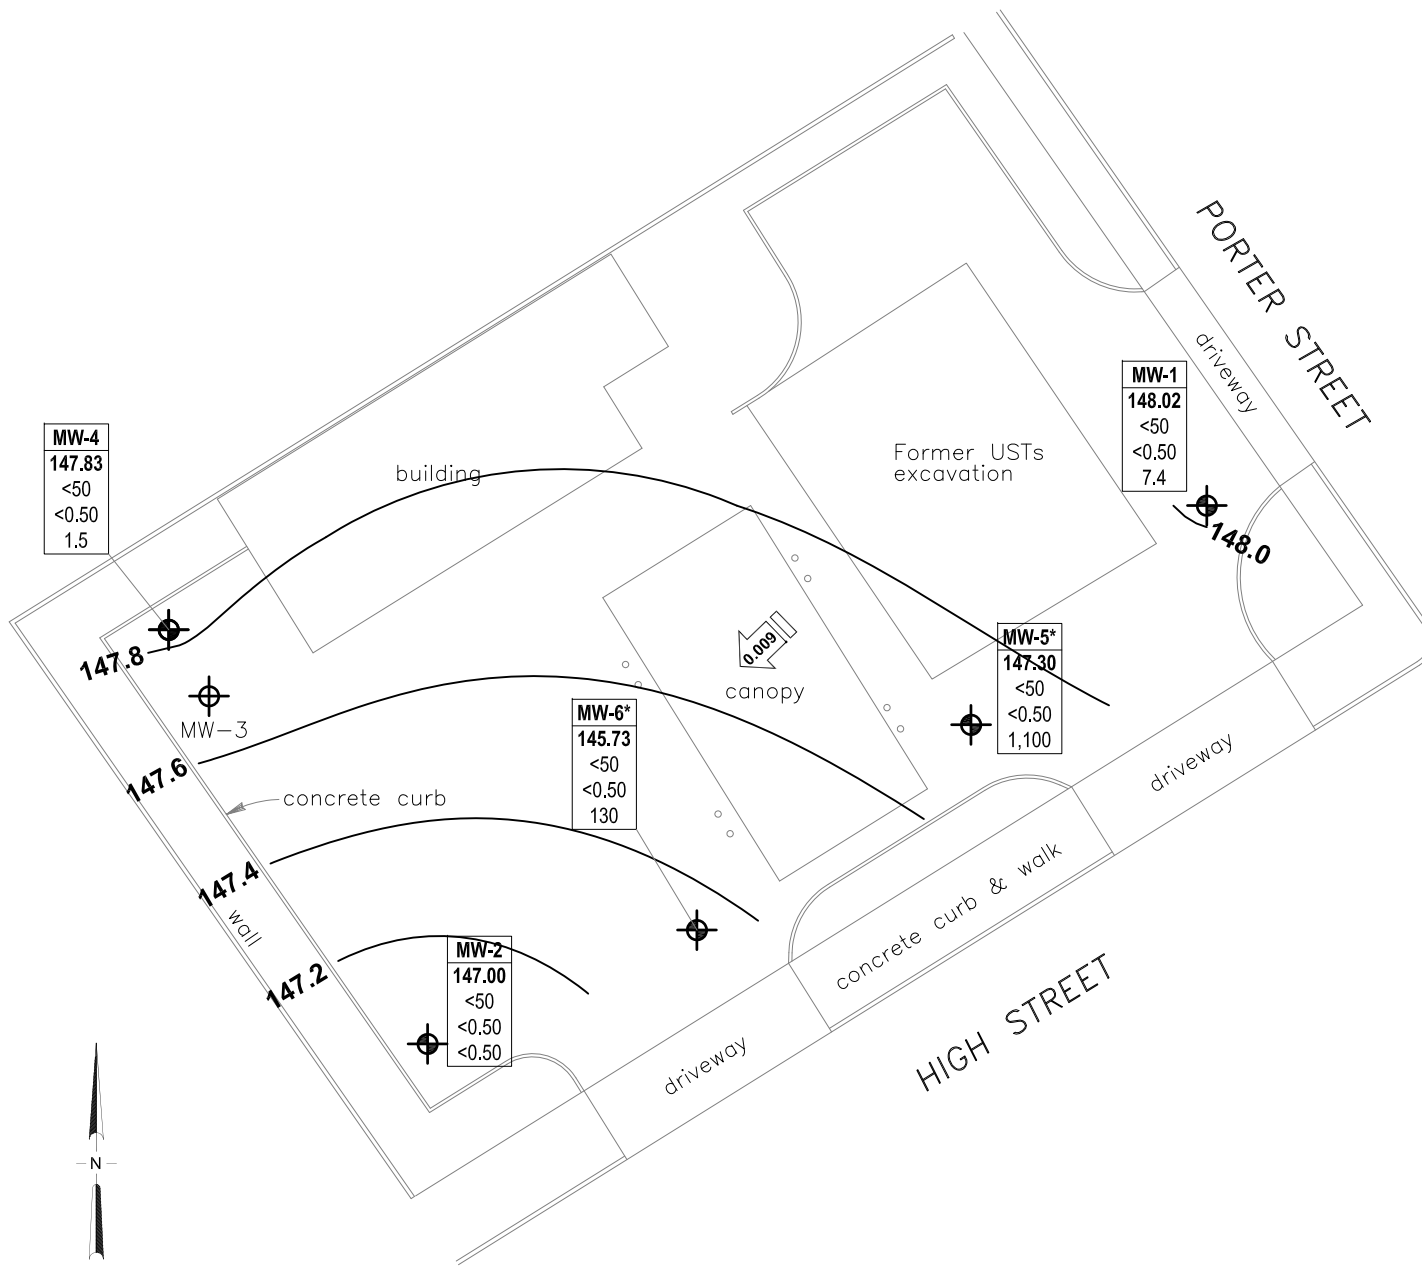 PORTER STREET
driveway
MW-1
148.02
<50
<0.50
7.4
148.0
Former USTs
excavation
MW-4
147.83
<50
<0.50
1.5
building
147.8
MW-3
0.009
canopy
MW-5*
147.30
<50
<0.50
1,100
MW-6*
145.73
<50
<0.50
130
147.6
concrete curb
driveway
147.4
wall
concrete curb & walk
147.2
MW-2
147.00
<50
<0.50
<0.50
driveway
HIGH STREET
N